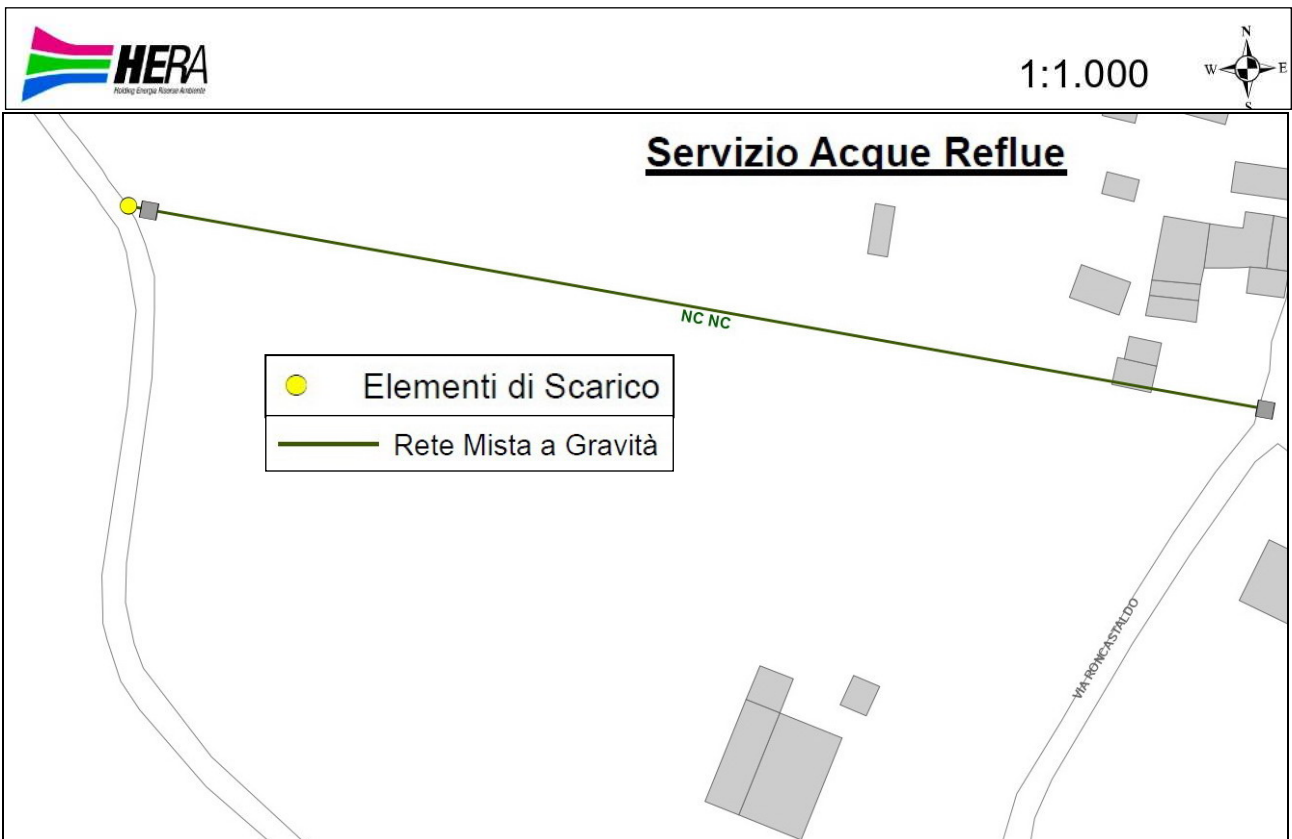 HERA
Holding Energia Risorse Ambiente
1:1.000
N
W E
S
Servizio Acque Reflue
NC NC
Elementi di Scarico
Rete Mista a Gravità
VIA RONCASTALDO